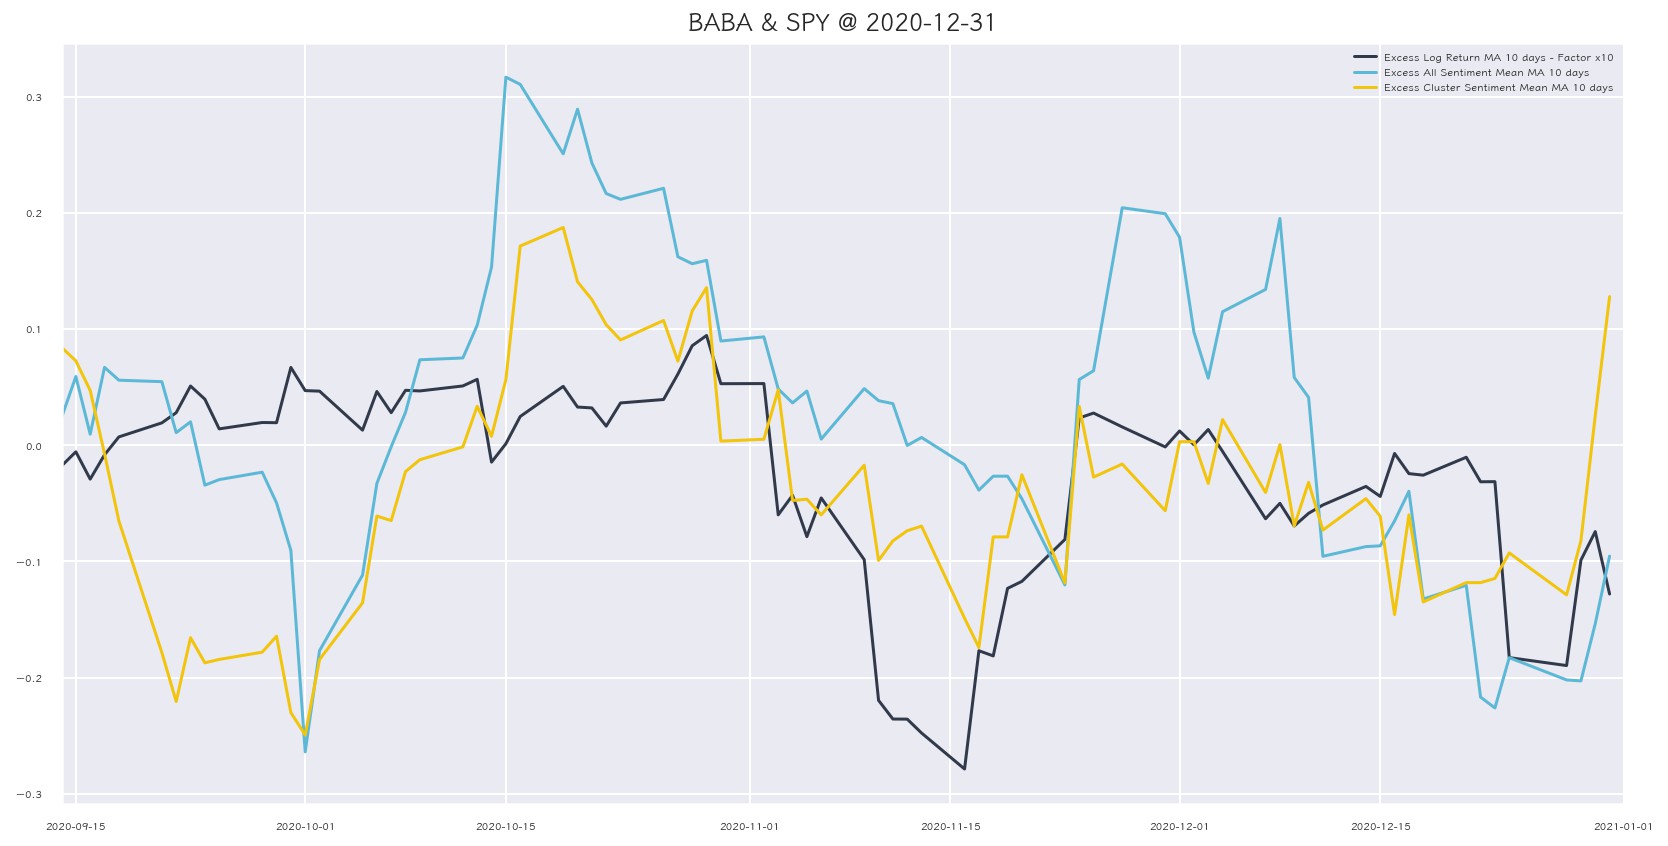 BABA & SPY @ 2020-12-31
Excess Log Return MA 10 days - Factor x10
Excess All Sentiment Mean MA 10 days
Excess Cluster Sentiment Mean MA 10 days
0.3
0.2
0.1
0.0
−0.1
−0.2
−0.3
2020-09-15 2020-10-01 2020-10-15 2020-11-01 2020-11-15 2020-12-01 2020-12-15 2021-01-01